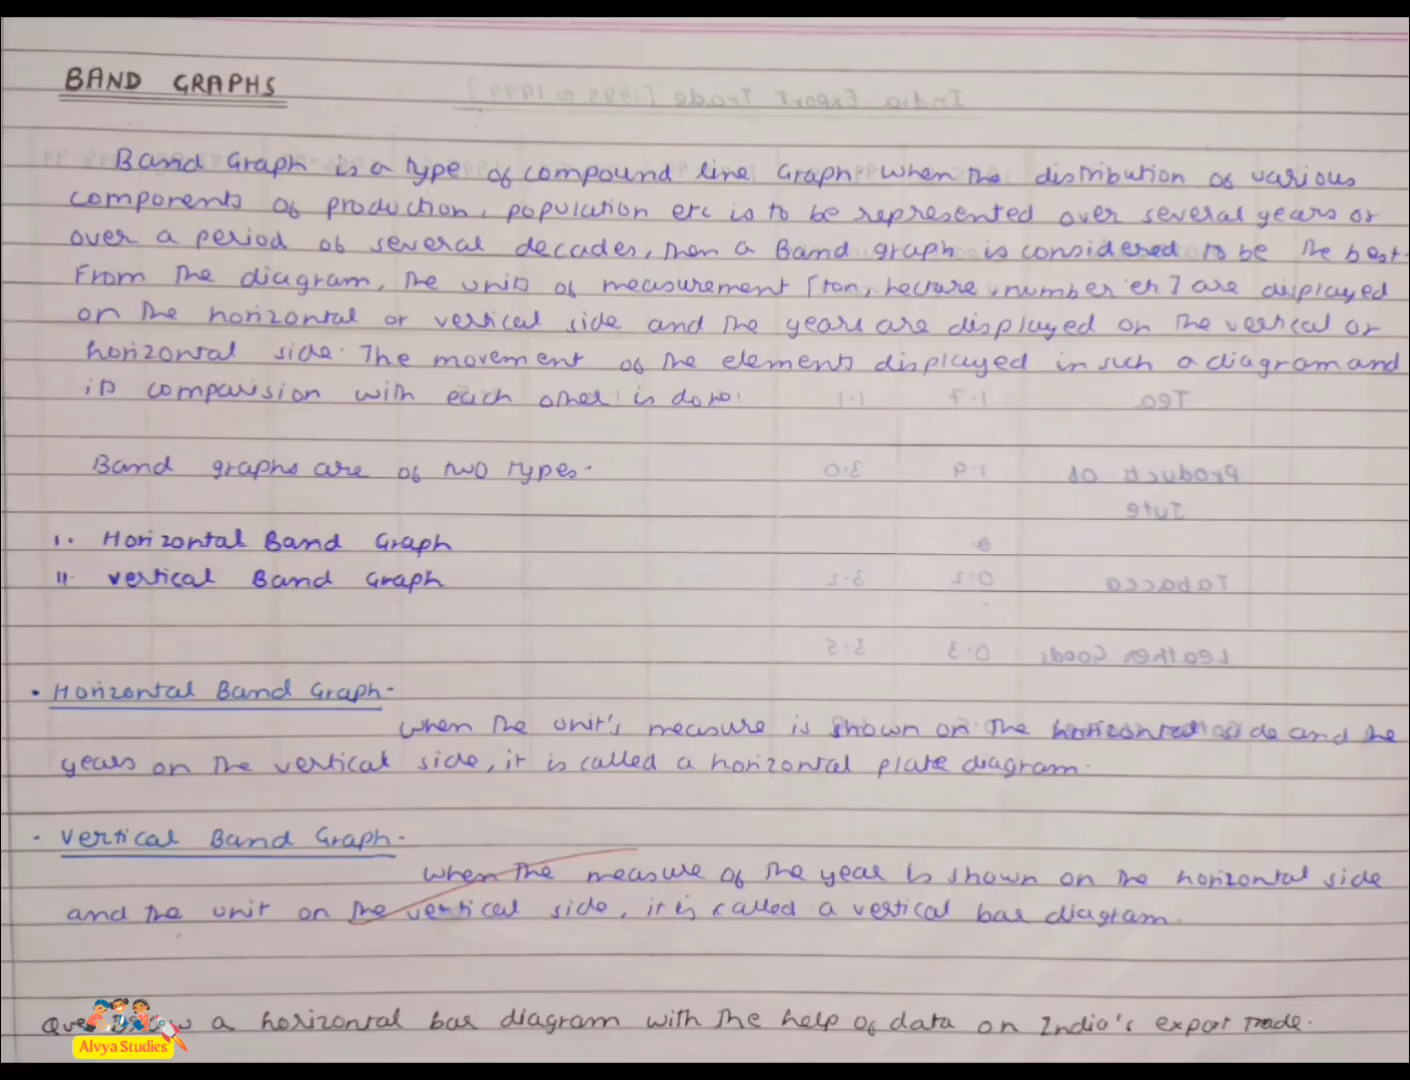 BAND GRAPHS
Band Graph is a type of compound line Graph when the distribution of various
components of production, population etc is to be represented over several years or
over a period of several decades, then a Band graph is considered to be the best.
From the diagram, the units of measurement [ton, hectare, number etc] are displayed
on the horizontal or vertical side and the years are displayed on the vertical or
horizontal side. The movement of the elements displayed in such a diagram and
its comparision with each other is done
Band graphs are of two types-
i. Horizontal Band Graph
ii. Vertical Band Graph
• Horizontal Band Graph-
When the unit's measure is shown on the horizontal side and the
years on the vertical side, it is called a horizontal plate diagram.
• Vertical Band Graph-
When the measure of the year is shown on the horizontal side
and the unit on the vertical side, it is called a vertical bar diagram.
a horizontal bar diagram with the help of data on India's export trade.
Alvya Studies